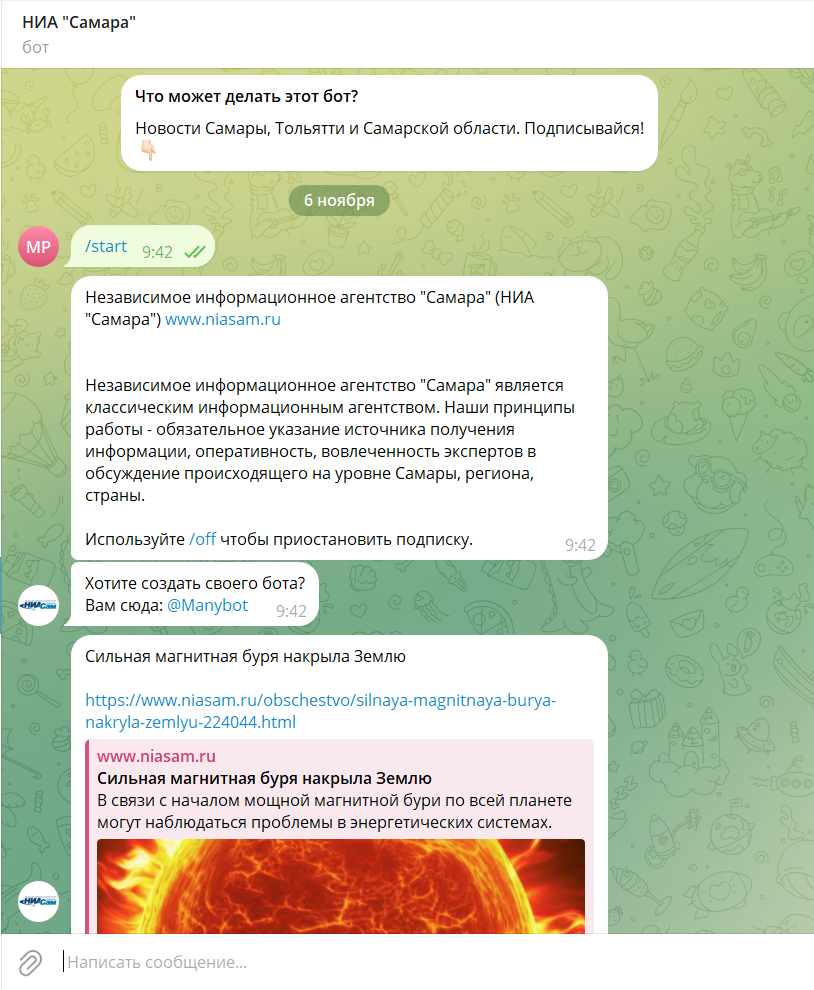 НИА "Самара"
бот
Что может делать этот бот?
Новости Самары, Тольятти и Самарской области. Подписывайся!
👇🏻
6 ноября
MP
/start 9:42
Независимое информационное агентство "Самара" (НИА
"Самара") www.niasam.ru
Независимое информационное агентство "Самара" является
классическим информационным агентством. Наши принципы
работы - обязательное указание источника получения
информации, оперативность, вовлеченность экспертов в
обсуждение происходящего на уровне Самары, региона,
страны.
Используйте /off чтобы приостановить подписку.
9:42
Хотите создать своего бота?
Вам сюда: @Manybot 9:42
НИАСам
Сильная магнитная буря накрыла Землю
https://www.niasam.ru/obschestvo/silnaya-magnitnaya-burya-
nakryla-zemlyu-224044.html
www.niasam.ru
Сильная магнитная буря накрыла Землю
В связи с началом мощной магнитной бури по всей планете
могут наблюдаться проблемы в энергетических системах.
НИАСам
Написать сообщение...